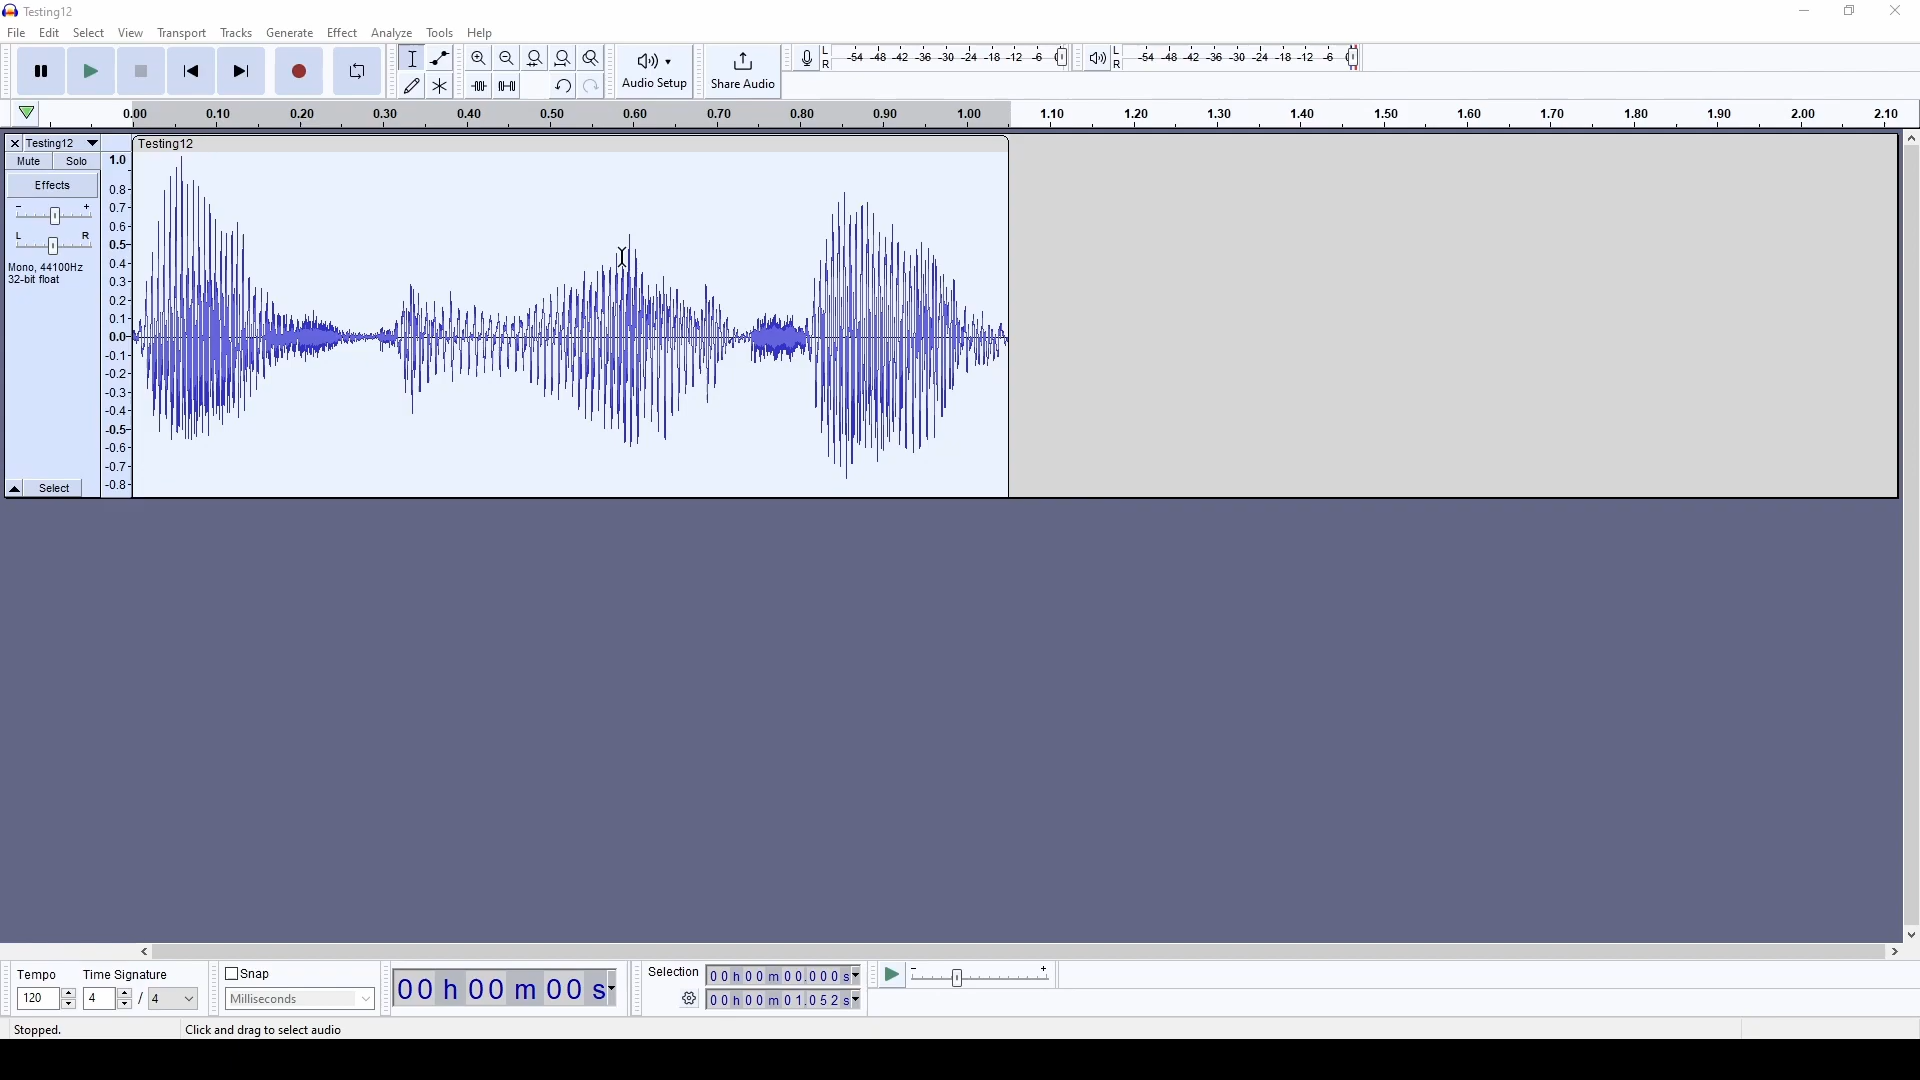 Testing12
File Edit Select View Transport Tracks Generate Effect Analyze Tools Help
Audio Setup
Share Audio
L
R
-54 -48 -42 -36 -30 -24 -18 -12 -6 0
L
R
-54 -48 -42 -36 -30 -24 -18 -12 -6 0
0.00 0.10 0.20 0.30 0.40 0.50 0.60 0.70 0.80 0.90 1.00 1.10 1.20 1.30 1.40 1.50 1.60 1.70 1.80 1.90 2.00 2.10
Testing12
Mute Solo
Effects
- +
L R
Mono, 44100Hz
32-bit float
Select
1.0
0.8
0.7
0.6
0.5
0.4
0.3
0.2
0.1
0.0
-0.1
-0.2
-0.3
-0.4
-0.5
-0.6
-0.7
-0.8
Testing12
Tempo
120
Time Signature
4 / 4
Snap
Milliseconds
00 h 00 m 00 s
Selection
00 h 00 m 00.000 s
00 h 00 m 01.052 s
- +
Stopped.
Click and drag to select audio